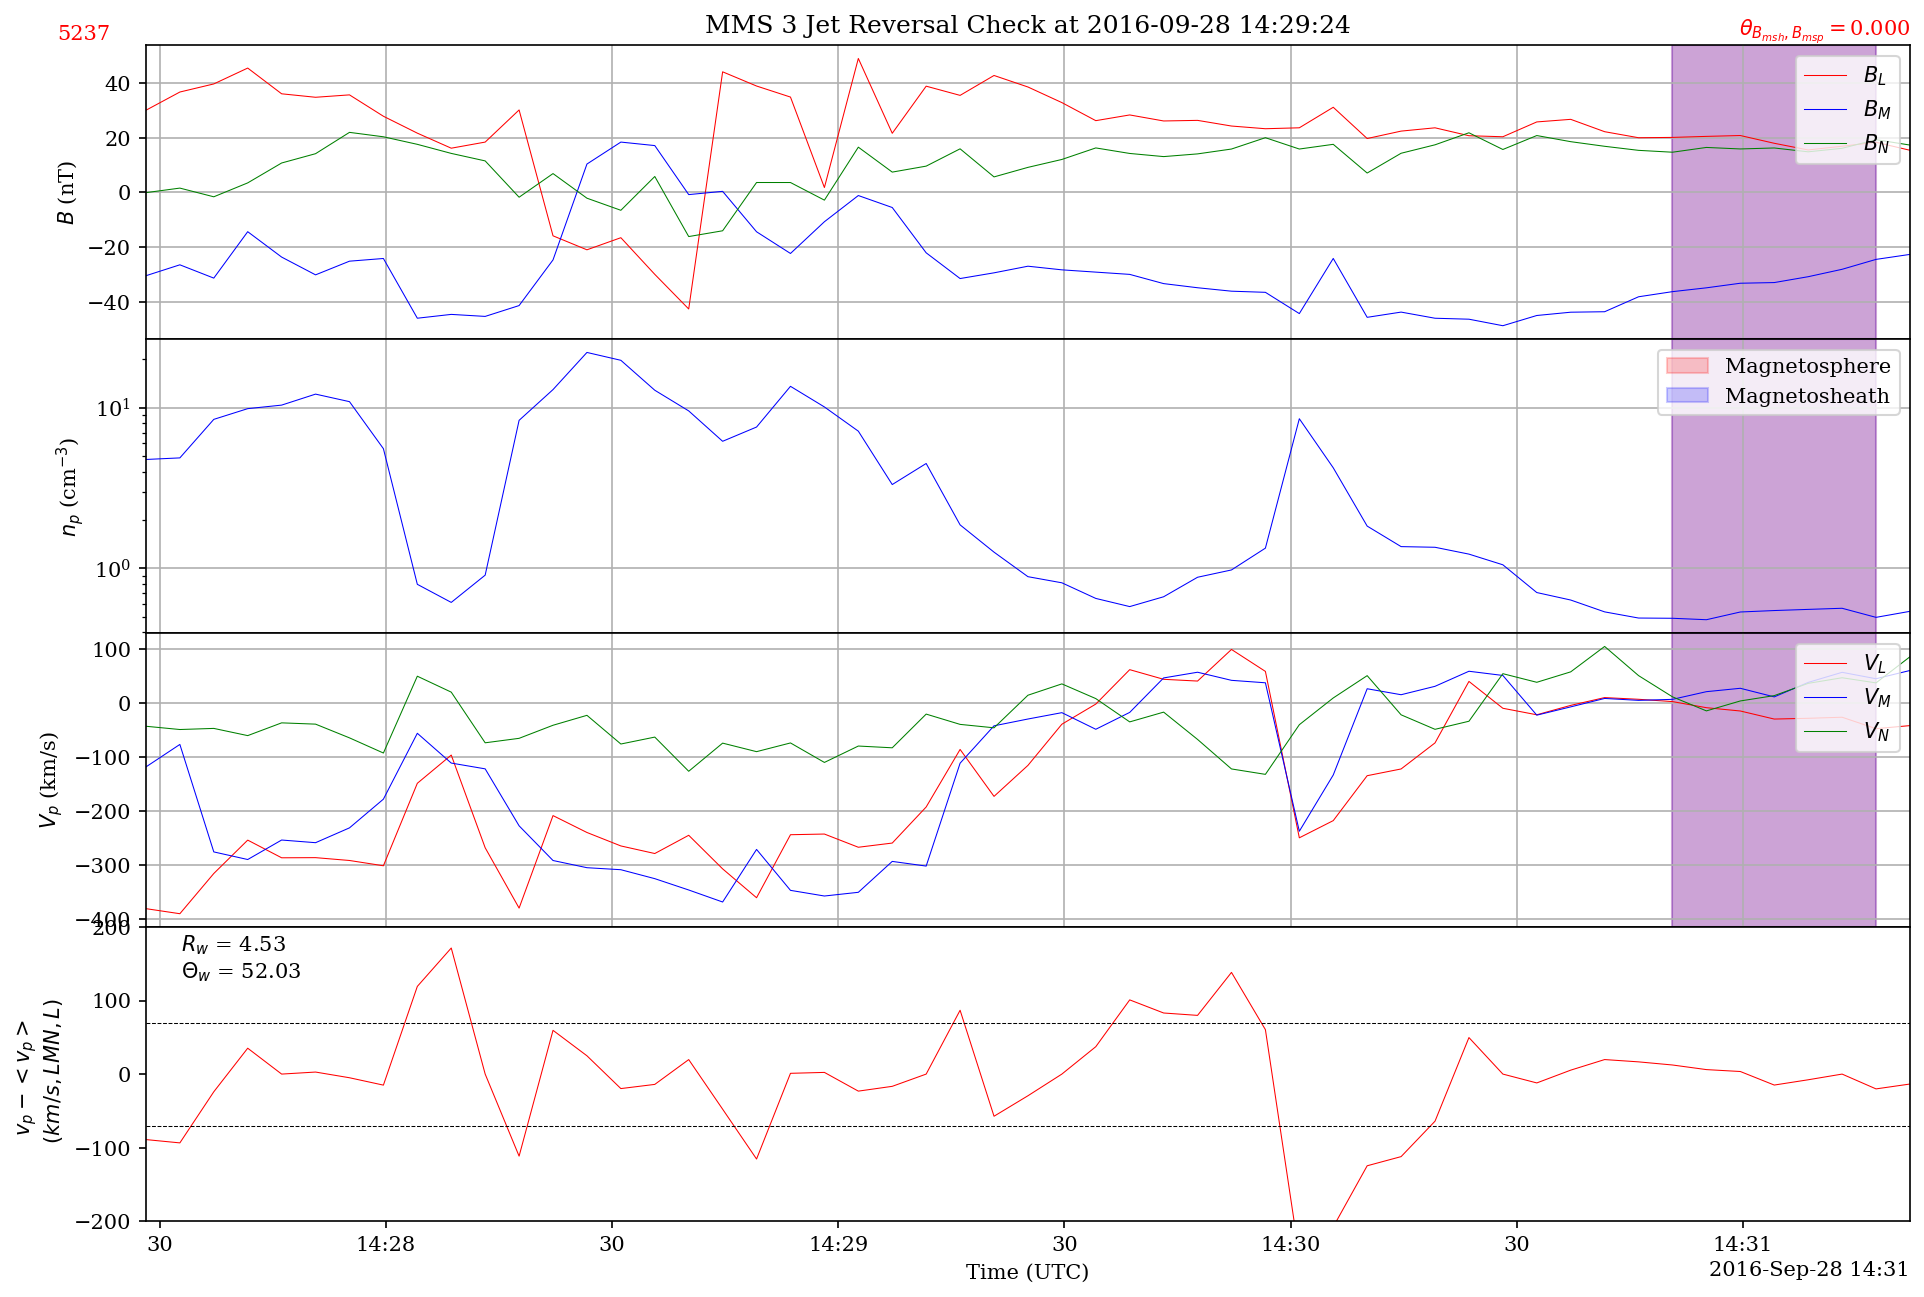 5237
MMS 3 Jet Reversal Check at 2016-09-28 14:29:24
θ_{B_{msh}, B_{msp}} = 0.000
40
20
0
−20
−40
B (nT)
B_L
B_M
B_N
10^1
10^0
n_p (cm^{−3})
Magnetosphere
Magnetosheath
100
0
−100
−200
−300
−400
V_p (km/s)
V_L
V_M
V_N
200
100
0
−100
−200
v_p − < v_p >
(km/s, LMN, L)
R_w = 4.53
Θ_w = 52.03
30 14:28 30 14:29 30 14:30 30 14:31
Time (UTC)
2016-Sep-28 14:31